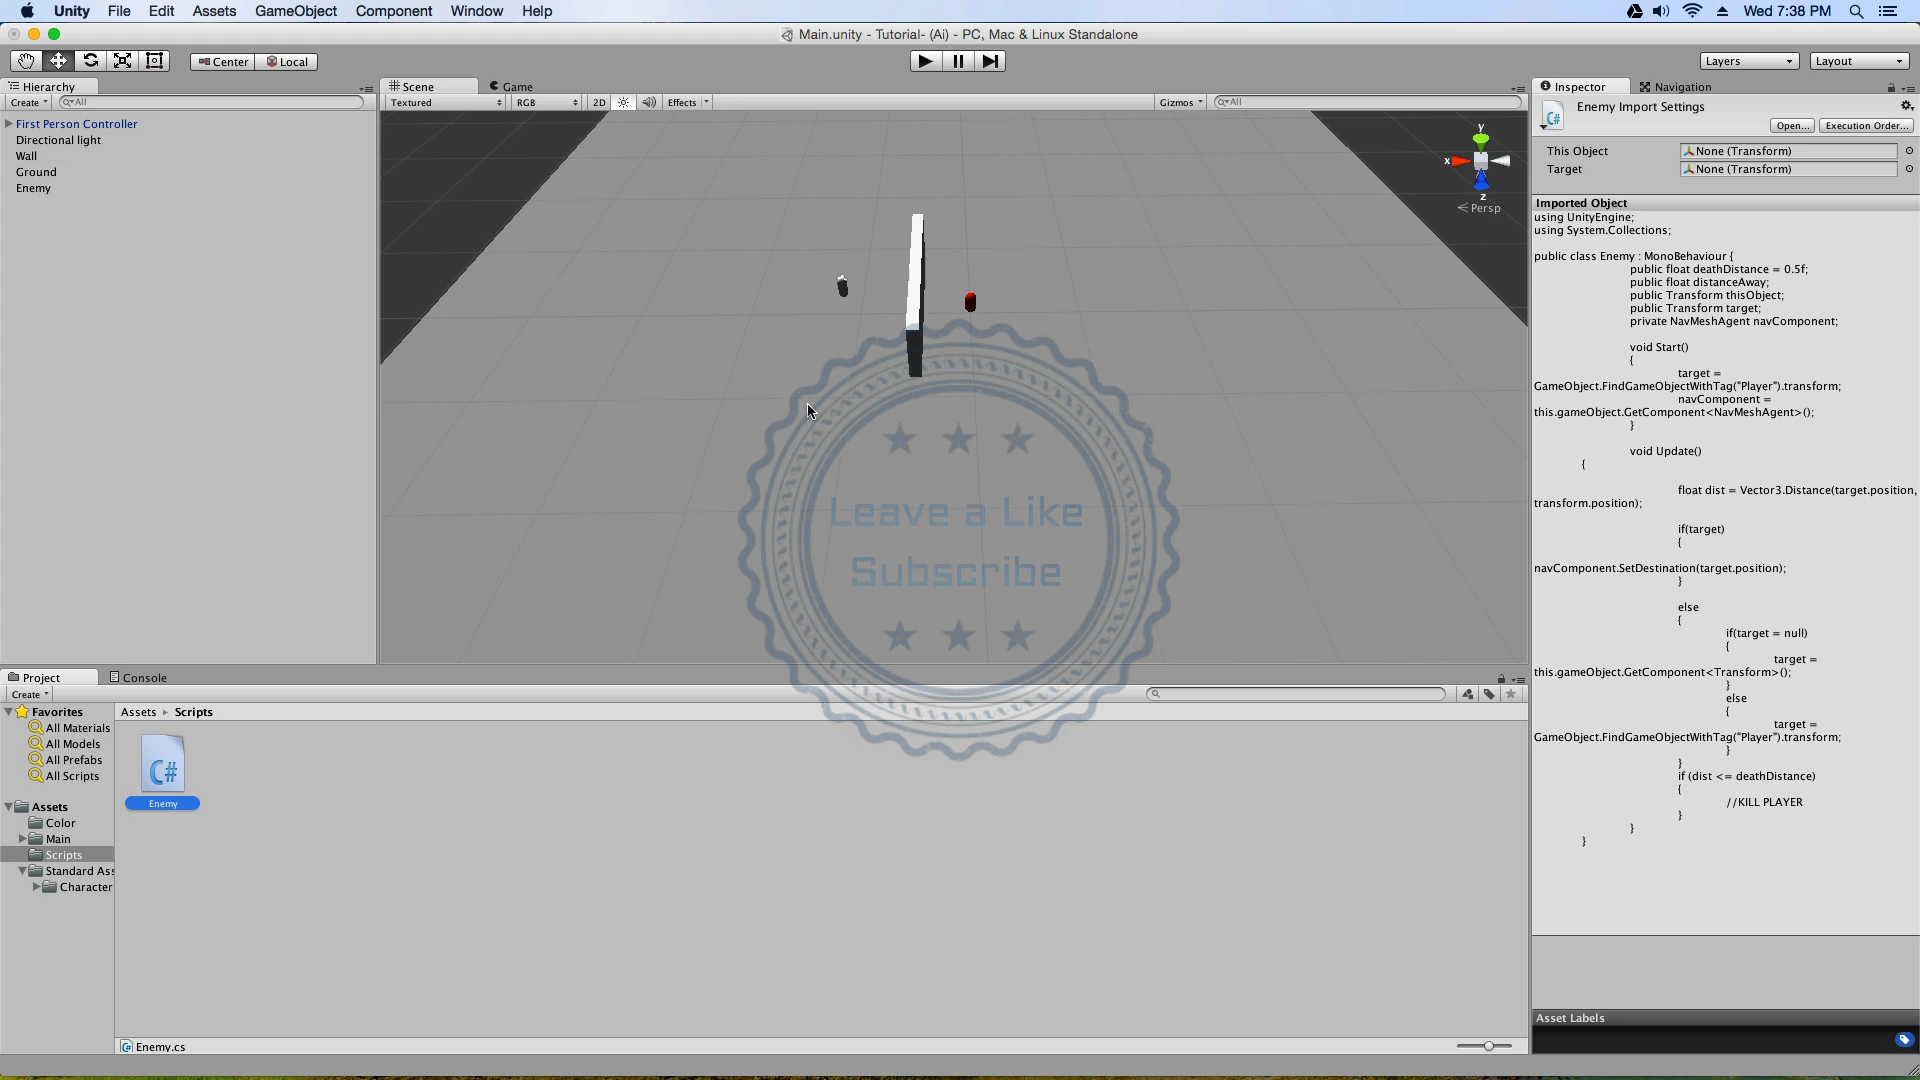 Unity File Edit Assets GameObject Component Window Help Wed 7:38 PM
Main.unity - Tutorial- (Ai) - PC, Mac & Linux Standalone
Center Local Layers Layout
Hierarchy
Create All
First Person Controller
Directional light
Wall
Ground
Enemy
Scene Game
Textured RGB 2D Effects Gizmos All
y
x
z
Persp
Leave a Like
Subscribe
Inspector Navigation
Enemy Import Settings
C#
Open... Execution Order...
This Object None (Transform)
Target None (Transform)
Imported Object
using UnityEngine;
using System.Collections;
public class Enemy : MonoBehaviour {
public float deathDistance = 0.5f;
public float distanceAway;
public Transform thisObject;
public Transform target;
private NavMeshAgent navComponent;
void Start()
{
target =
GameObject.FindGameObjectWithTag("Player").transform;
navComponent =
this.gameObject.GetComponent<NavMeshAgent>();
}
void Update()
{
float dist = Vector3.Distance(target.position,
transform.position);
if(target)
{
navComponent.SetDestination(target.position);
}
else
{
if(target = null)
{
target =
this.gameObject.GetComponent<Transform>();
}
else
{
target =
GameObject.FindGameObjectWithTag("Player").transform;
}
}
if (dist <= deathDistance)
{
//KILL PLAYER
}
}
}
Asset Labels
Project Console
Create
Favorites
All Materials
All Models
All Prefabs
All Scripts
Assets
Color
Main
Scripts
Standard Ass
Character
Assets Scripts
C#
Enemy
Enemy.cs